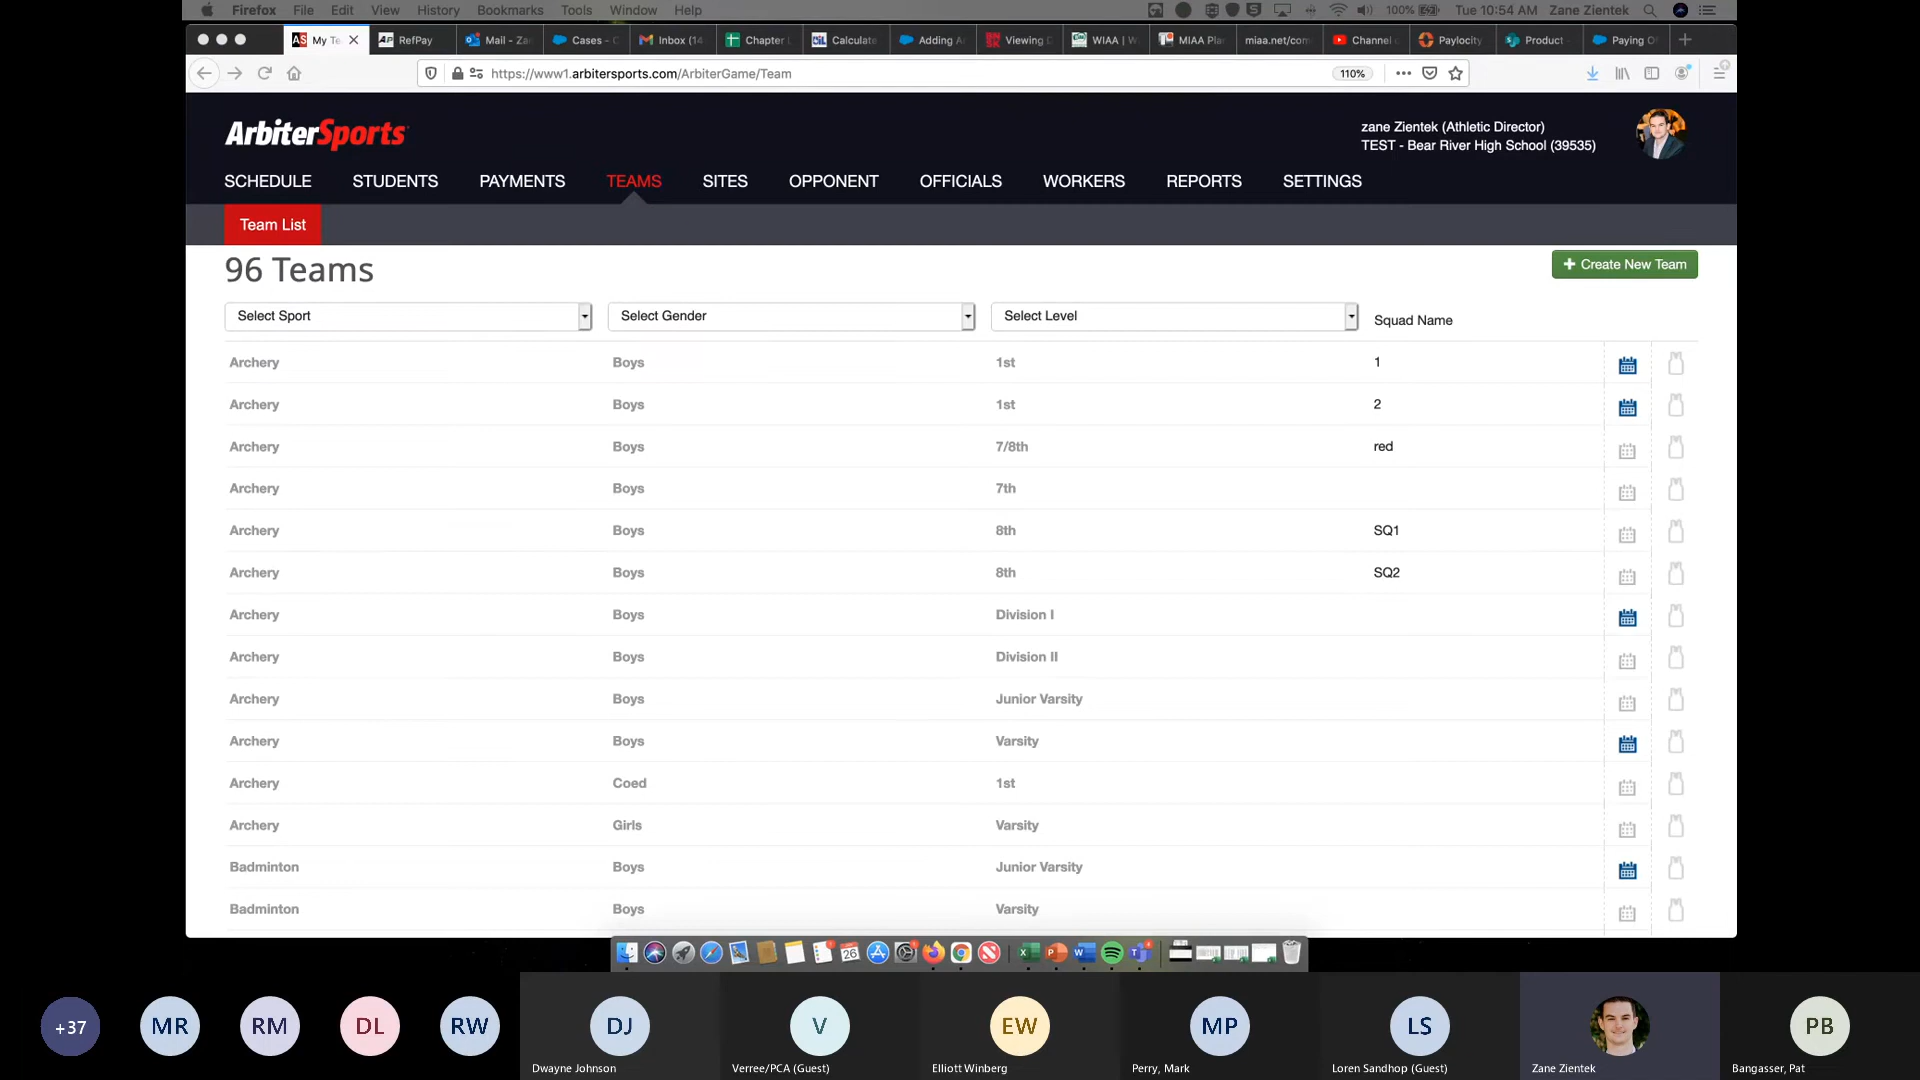 Firefox File Edit View History Bookmarks Tools Window Help 100% Tue 10:54 AM Zane Zientek
My Te RefPay Mail - Za Cases - Inbox (14 Chapter Calculate Adding A Viewing WIAA | W MIAA Pla miaa.net/com Channel Paylocity Product Paying O
https://www1.arbitersports.com/ArbiterGame/Team 110%
ArbiterSports
zane Zientek (Athletic Director)
TEST - Bear River High School (39535)
SCHEDULE STUDENTS PAYMENTS TEAMS SITES OPPONENT OFFICIALS WORKERS REPORTS SETTINGS
Team List
96 Teams
+ Create New Team
Select Sport Select Gender Select Level Squad Name
Archery Boys 1st 1
Archery Boys 1st 2
Archery Boys 7/8th red
Archery Boys 7th
Archery Boys 8th SQ1
Archery Boys 8th SQ2
Archery Boys Division I
Archery Boys Division II
Archery Boys Junior Varsity
Archery Boys Varsity
Archery Coed 1st
Archery Girls Varsity
Badminton Boys Junior Varsity
Badminton Boys Varsity
26
+37 MR RM DL RW DJ V EW MP LS PB
Dwayne Johnson Verree/PCA (Guest) Elliott Winberg Perry, Mark Loren Sandhop (Guest) Zane Zientek Bangasser, Pat